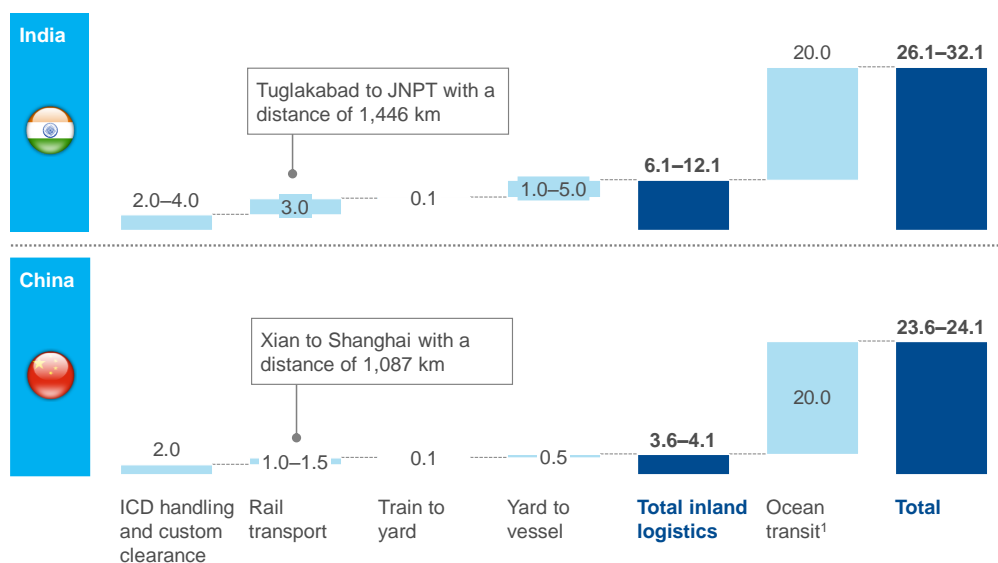 India
Tuglakabad to JNPT with a
distance of 1,446 km
2.0–4.0
3.0
0.1
1.0–5.0
6.1–12.1
20.0
26.1–32.1
China
Xian to Shanghai with a
distance of 1,087 km
2.0
1.0–1.5
0.1
0.5
3.6–4.1
20.0
23.6–24.1
ICD handling
and custom
clearance
Rail
transport
Train to
yard
Yard to
vessel
Total inland
logistics
Ocean
transit¹
Total